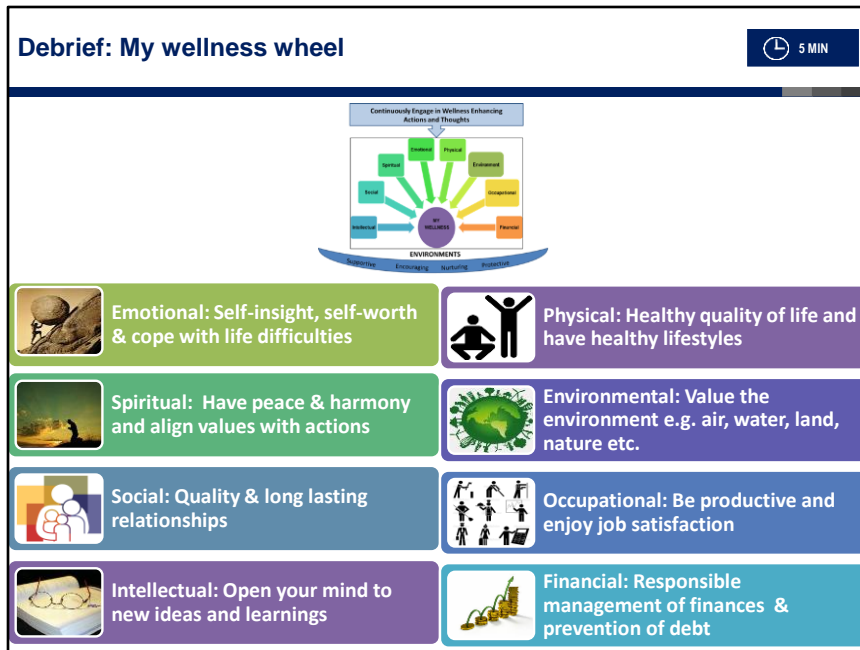 Debrief: My wellness wheel
5 MIN
Continuously Engage in Wellness Enhancing
Actions and Thoughts
Emotional
Physical
Spiritual
Environment
Social
Occupational
Intellectual
MY
WELLNESS
Financial
ENVIRONMENTS
Supportive Encouraging Nurturing Protective
Emotional: Self-insight, self-worth
& cope with life difficulties
Physical: Healthy quality of life and
have healthy lifestyles
Spiritual: Have peace & harmony
and align values with actions
Environmental: Value the
environment e.g. air, water, land,
nature etc.
Social: Quality & long lasting
relationships
Occupational: Be productive and
enjoy job satisfaction
Intellectual: Open your mind to
new ideas and learnings
Financial: Responsible
management of finances &
prevention of debt